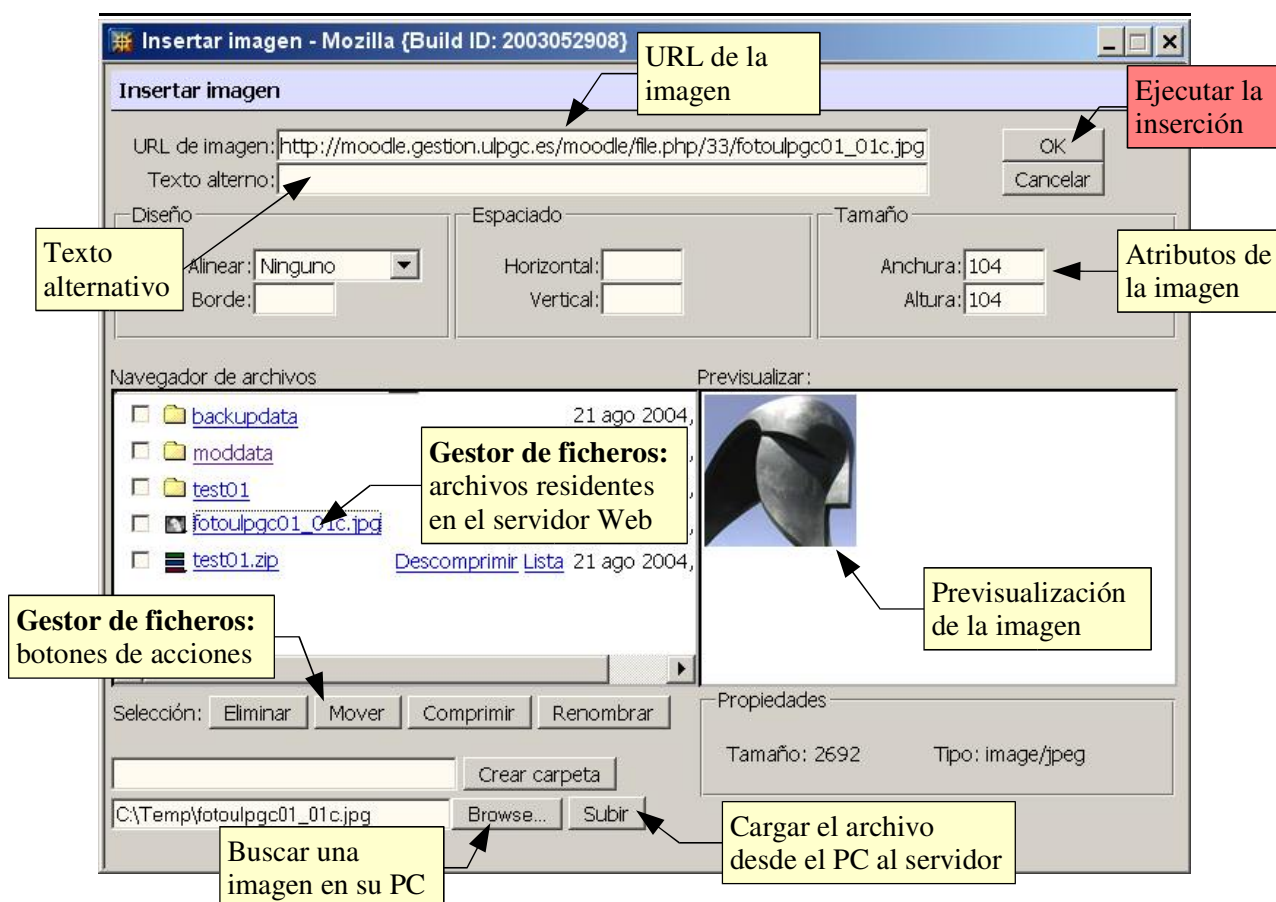 Insertar imagen - Mozilla {Build ID: 2003052908}
URL de la
imagen
Insertar imagen
Ejecutar la
inserción
URL de imagen: http://moodle.gestion.ulpgc.es/moodle/file.php/33/fotoulpgc01_01c.jpg
OK
Texto alterno:
Cancelar
Diseño
Espaciado
Tamaño
Texto
alternativo
Alinear: Ninguno
Horizontal:
Anchura: 104
Borde:
Vertical:
Altura: 104
Atributos de
la imagen
Navegador de archivos
Previsualizar:
backupdata 21 ago 2004,
moddata
test01
fotoulpgc01_01c.jpg
test01.zip Descomprimir Lista 21 ago 2004,
Gestor de ficheros:
archivos residentes
en el servidor Web
Previsualización
de la imagen
Gestor de ficheros:
botones de acciones
Selección: Eliminar Mover Comprimir Renombrar
Propiedades
Tamaño: 2692 Tipo: image/jpeg
Crear carpeta
C:\Temp\fotoulpgc01_01c.jpg Browse... Subir
Buscar una
imagen en su PC
Cargar el archivo
desde el PC al servidor